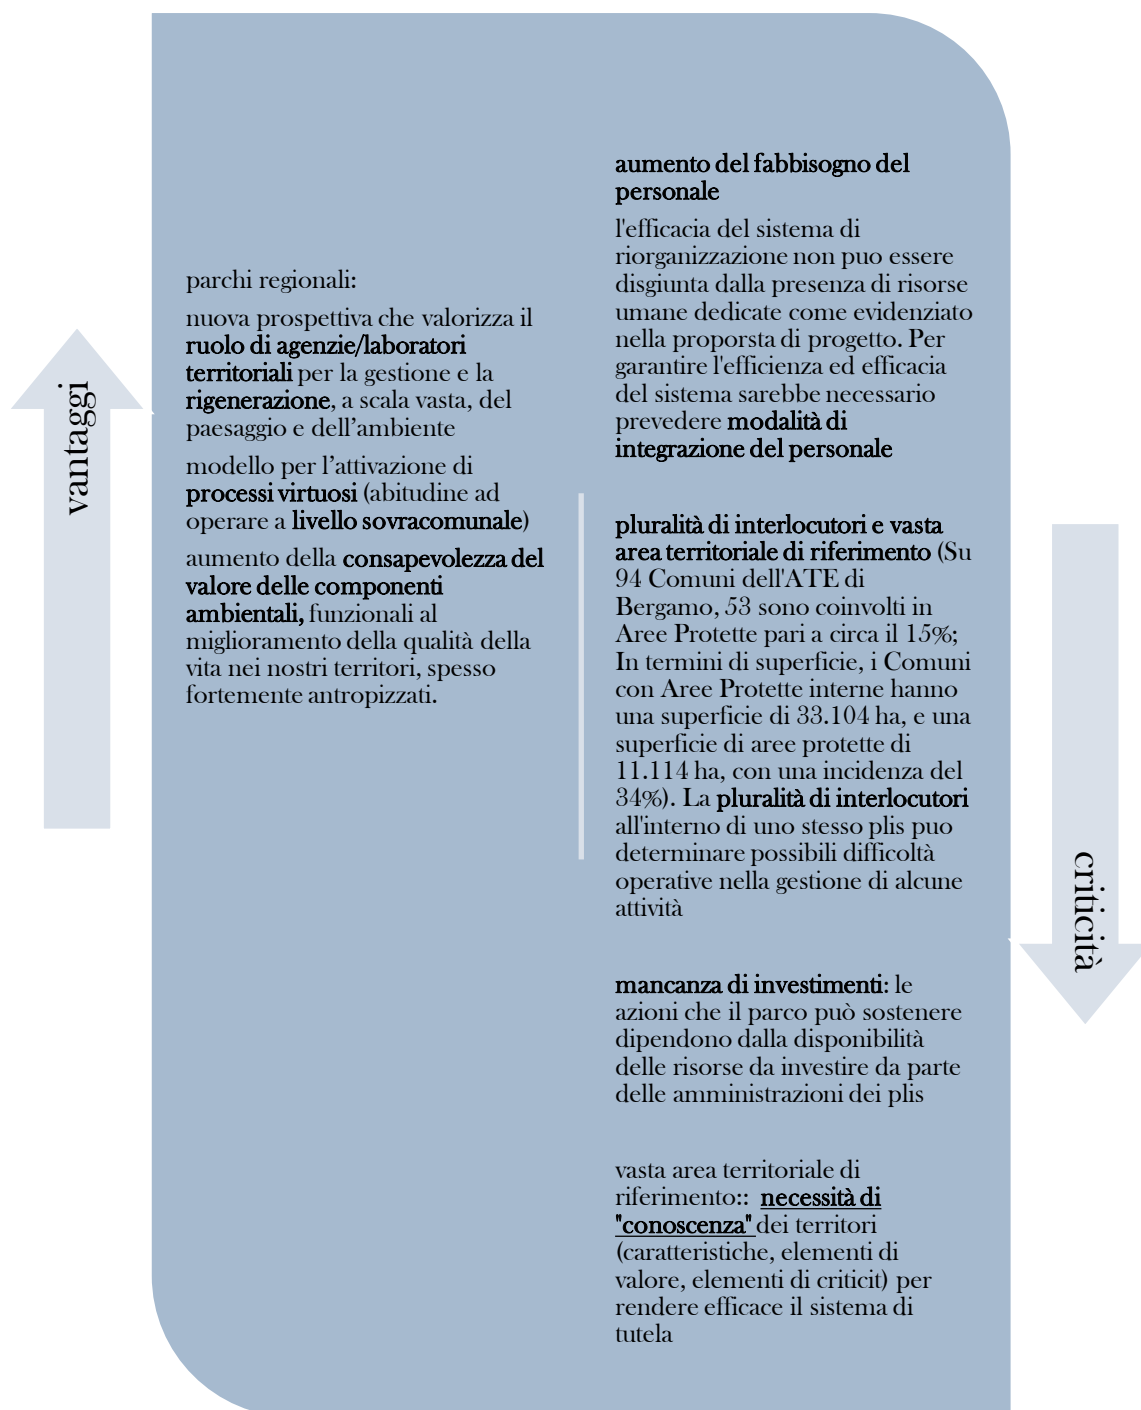 vantaggi
parchi regionali:
nuova prospettiva che valorizza il
ruolo di agenzie/laboratori
territoriali per la gestione e la
rigenerazione, a scala vasta, del
paesaggio e dell’ambiente
modello per l’attivazione di
processi virtuosi (abitudine ad
operare a livello sovracomunale)
aumento della consapevolezza del
valore delle componenti
ambientali, funzionali al
miglioramento della qualità della
vita nei nostri territori, spesso
fortemente antropizzati.
aumento del fabbisogno del
personale
l'efficacia del sistema di
riorganizzazione non puo essere
disgiunta dalla presenza di risorse
umane dedicate come evidenziato
nella proporsta di progetto. Per
garantire l'efficienza ed efficacia
del sistema sarebbe necessario
prevedere modalità di
integrazione del personale
pluralità di interlocutori e vasta
area territoriale di riferimento (Su
94 Comuni dell'ATE di
Bergamo, 53 sono coinvolti in
Aree Protette pari a circa il 15%;
In termini di superficie, i Comuni
con Aree Protette interne hanno
una superficie di 33.104 ha, e una
superficie di aree protette di
11.114 ha, con una incidenza del
34%). La pluralità di interlocutori
all'interno di uno stesso plis puo
determinare possibili difficoltà
operative nella gestione di alcune
attività
mancanza di investimenti: le
azioni che il parco può sostenere
dipendono dalla disponibilità
delle risorse da investire da parte
delle amministrazioni dei plis
vasta area territoriale di
riferimento:: necessità di
"conoscenza" dei territori
(caratteristiche, elementi di
valore, elementi di criticit) per
rendere efficace il sistema di
tutela
criticità